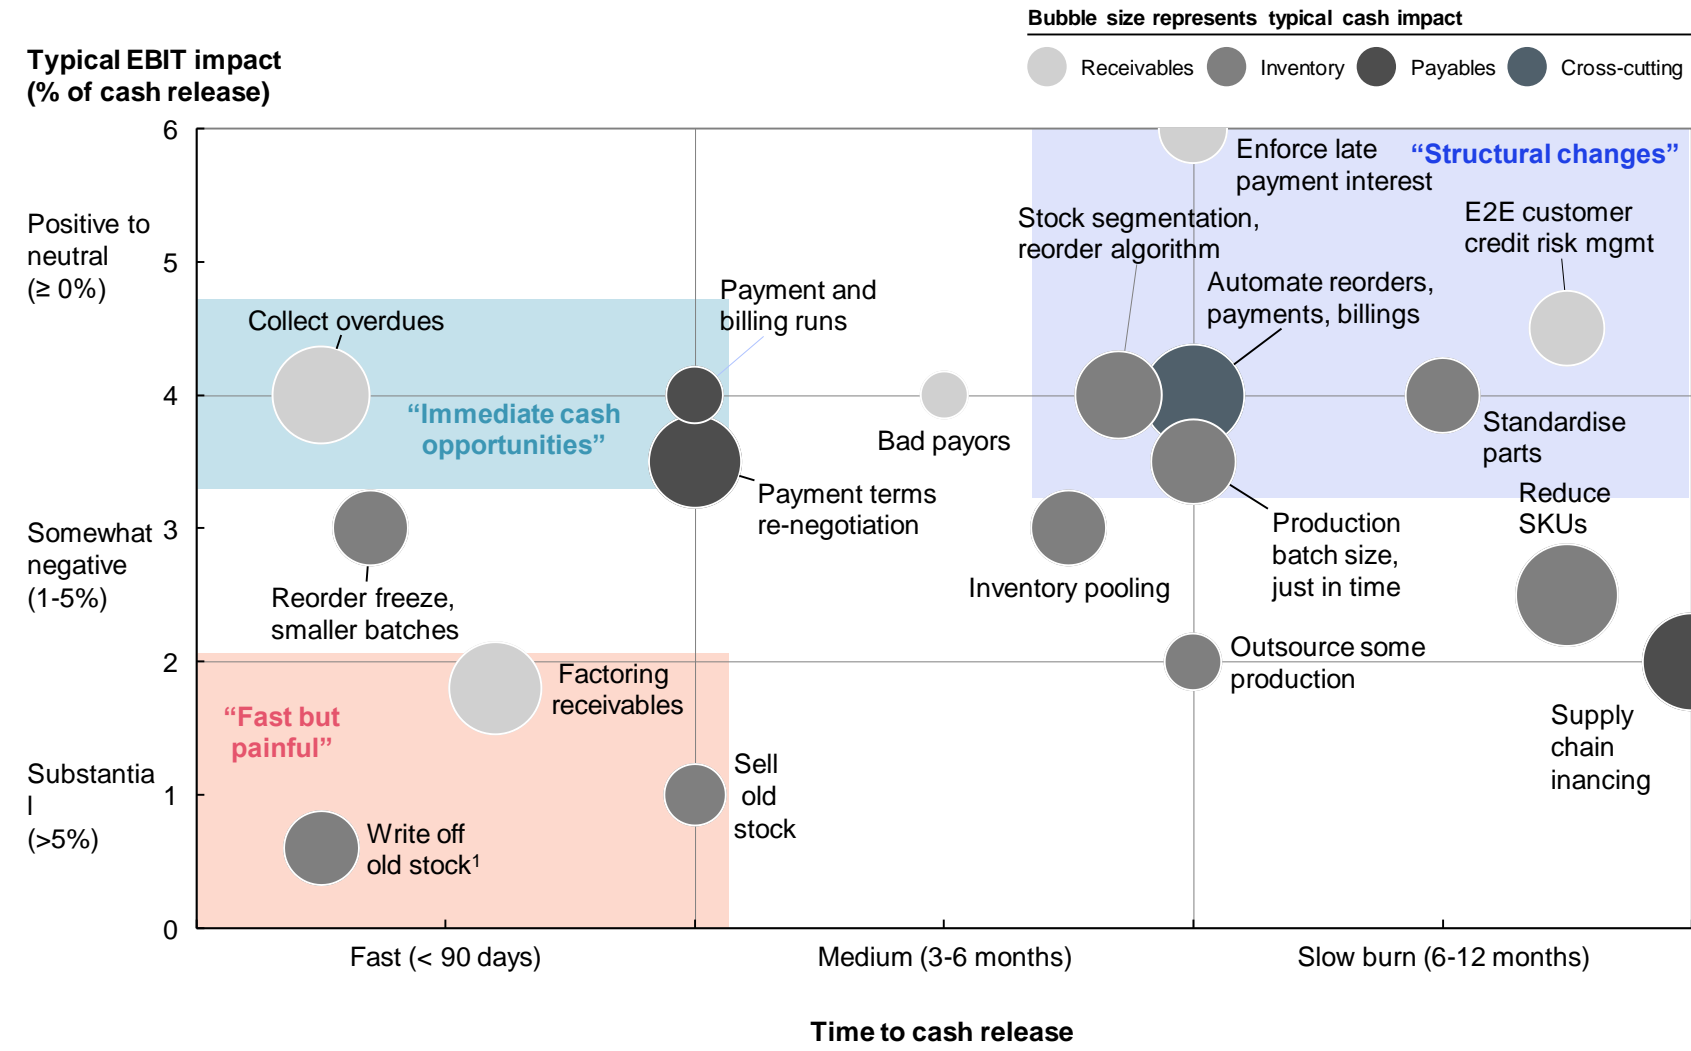 Bubble size represents typical cash impact
Receivables
Inventory
Payables
Cross-cutting
Typical EBIT impact
(% of cash release)
6
5
4
3
2
1
0
Positive to
neutral
(≥ 0%)
Somewhat
negative
(1-5%)
Substantia
l
(>5%)
Enforce late
payment interest
“Structural changes”
Stock segmentation,
reorder algorithm
E2E customer
credit risk mgmt
Automate reorders,
payments, billings
Payment and
billing runs
Collect overdues
“Immediate cash
opportunities”
Bad payors
Standardise
parts
Payment terms
re-negotiation
Reduce
SKUs
Production
batch size,
just in time
Inventory pooling
Reorder freeze,
smaller batches
Outsource some
production
Factoring
receivables
“Fast but
painful”
Supply
chain
inancing
Sell
old
stock
Write off
old stock¹
Fast (< 90 days)
Medium (3-6 months)
Slow burn (6-12 months)
Time to cash release